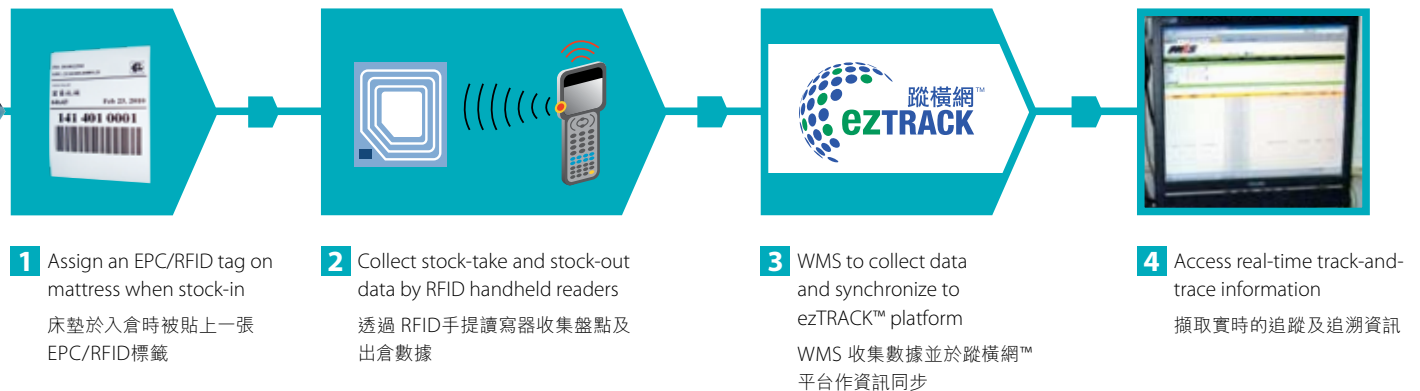 Feb 23, 2010
141 401 0001
蹤橫網™
ezTRACK
1 Assign an EPC/RFID tag on
mattress when stock-in
床墊於入倉時被貼上一張
EPC/RFID標籤
2 Collect stock-take and stock-out
data by RFID handheld readers
透過 RFID手提讀寫器收集盤點及
出倉數據
3 WMS to collect data
and synchronize to
ezTRACK™ platform
WMS 收集數據並於蹤橫網™
平台作資訊同步
4 Access real-time track-and-
trace information
擷取實時的追蹤及追溯資訊